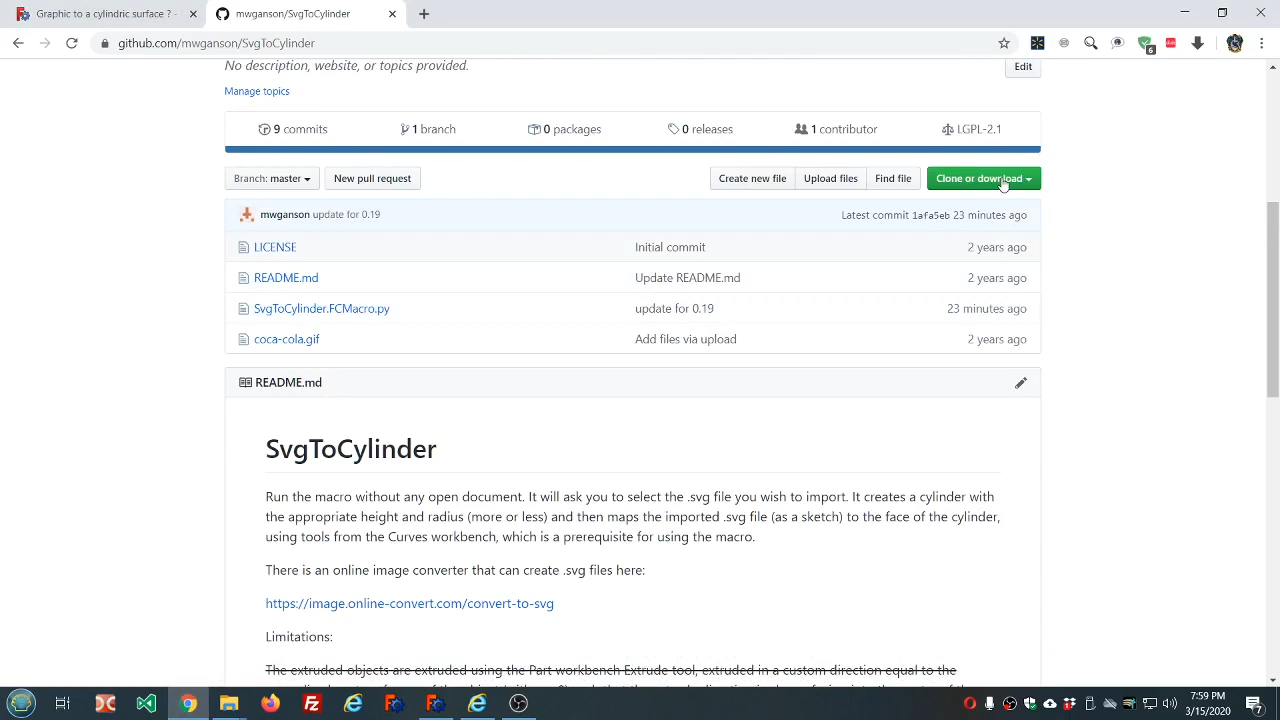 Graphic to a cylindric surface ? -
mwganson/SvgToCylinder
github.com/mwganson/SvgToCylinder
6
No description, website, or topics provided.
Edit
Manage topics
9 commits
1 branch
0 packages
0 releases
1 contributor
LGPL-2.1
Branch: master
New pull request
Create new file
Upload files
Find file
Clone or download
mwganson update for 0.19
Latest commit 1afa5eb 23 minutes ago
LICENSE Initial commit 2 years ago
README.md Update README.md 2 years ago
SvgToCylinder.FCMacro.py update for 0.19 23 minutes ago
coca-cola.gif Add files via upload 2 years ago
README.md
SvgToCylinder
Run the macro without any open document. It will ask you to select the .svg file you wish to import. It creates a cylinder with
the appropriate height and radius (more or less) and then maps the imported .svg file (as a sketch) to the face of the cylinder,
using tools from the Curves workbench, which is a prerequisite for using the macro.
There is an online image converter that can create .svg files here:
https://image.online-convert.com/convert-to-svg
Limitations:
The extruded objects are extruded using the Part workbench Extrude tool, extruded in a custom direction equal to the
7:59 PM
3/15/2020
7